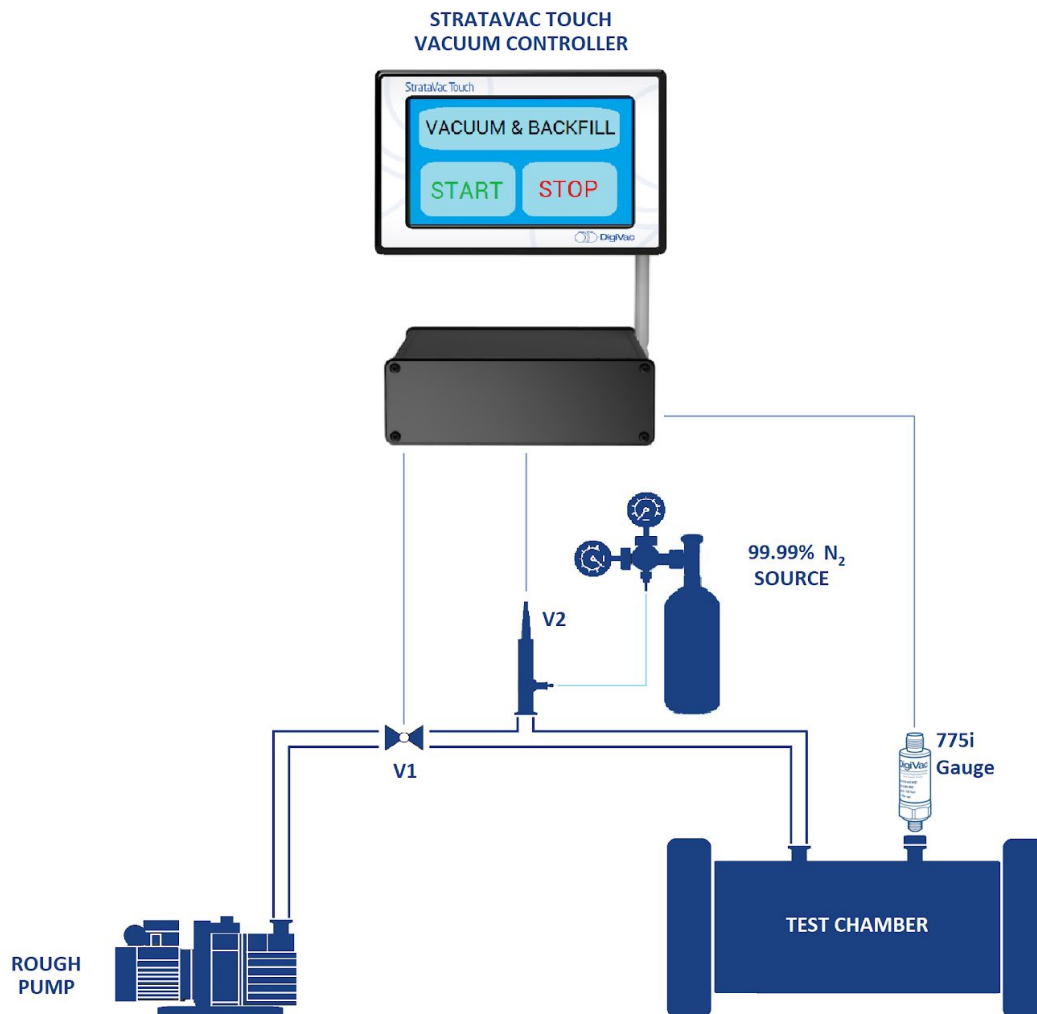 STRATAVAC TOUCH
VACUUM CONTROLLER
StrataVac Touch
VACUUM & BACKFILL
START
STOP
DigiVac
99.99% N₂
SOURCE
V2
V1
775i
Gauge
DigiVac
TEST CHAMBER
ROUGH
PUMP